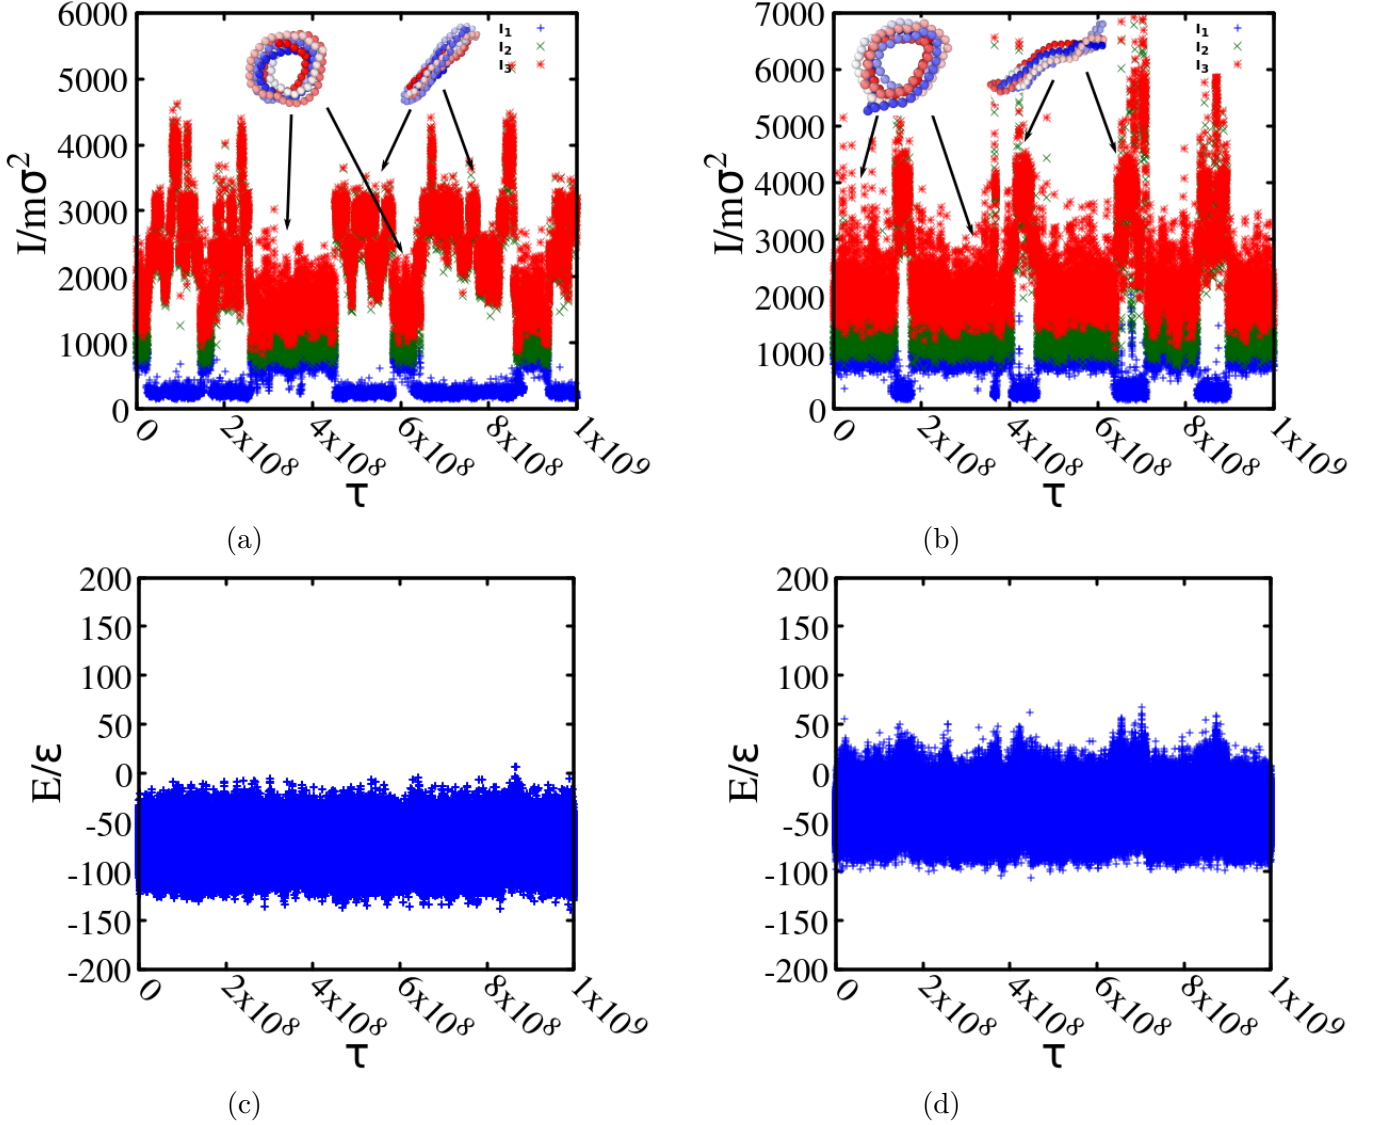 6000
5000
4000
3000
2000
1000
0
I/mσ²
I₁ +
I₂ ×
I₃ *
0
2x10⁸
4x10⁸
6x10⁸
8x10⁸
1x10⁹
τ
(a)
7000
6000
5000
4000
3000
2000
1000
0
I/mσ²
I₁ +
I₂ ×
I₃ *
0
2x10⁸
4x10⁸
6x10⁸
8x10⁸
1x10⁹
τ
(b)
200
150
100
50
0
-50
-100
-150
-200
E/ε
0
2x10⁸
4x10⁸
6x10⁸
8x10⁸
1x10⁹
τ
(c)
200
150
100
50
0
-50
-100
-150
-200
E/ε
0
2x10⁸
4x10⁸
6x10⁸
8x10⁸
1x10⁹
τ
(d)